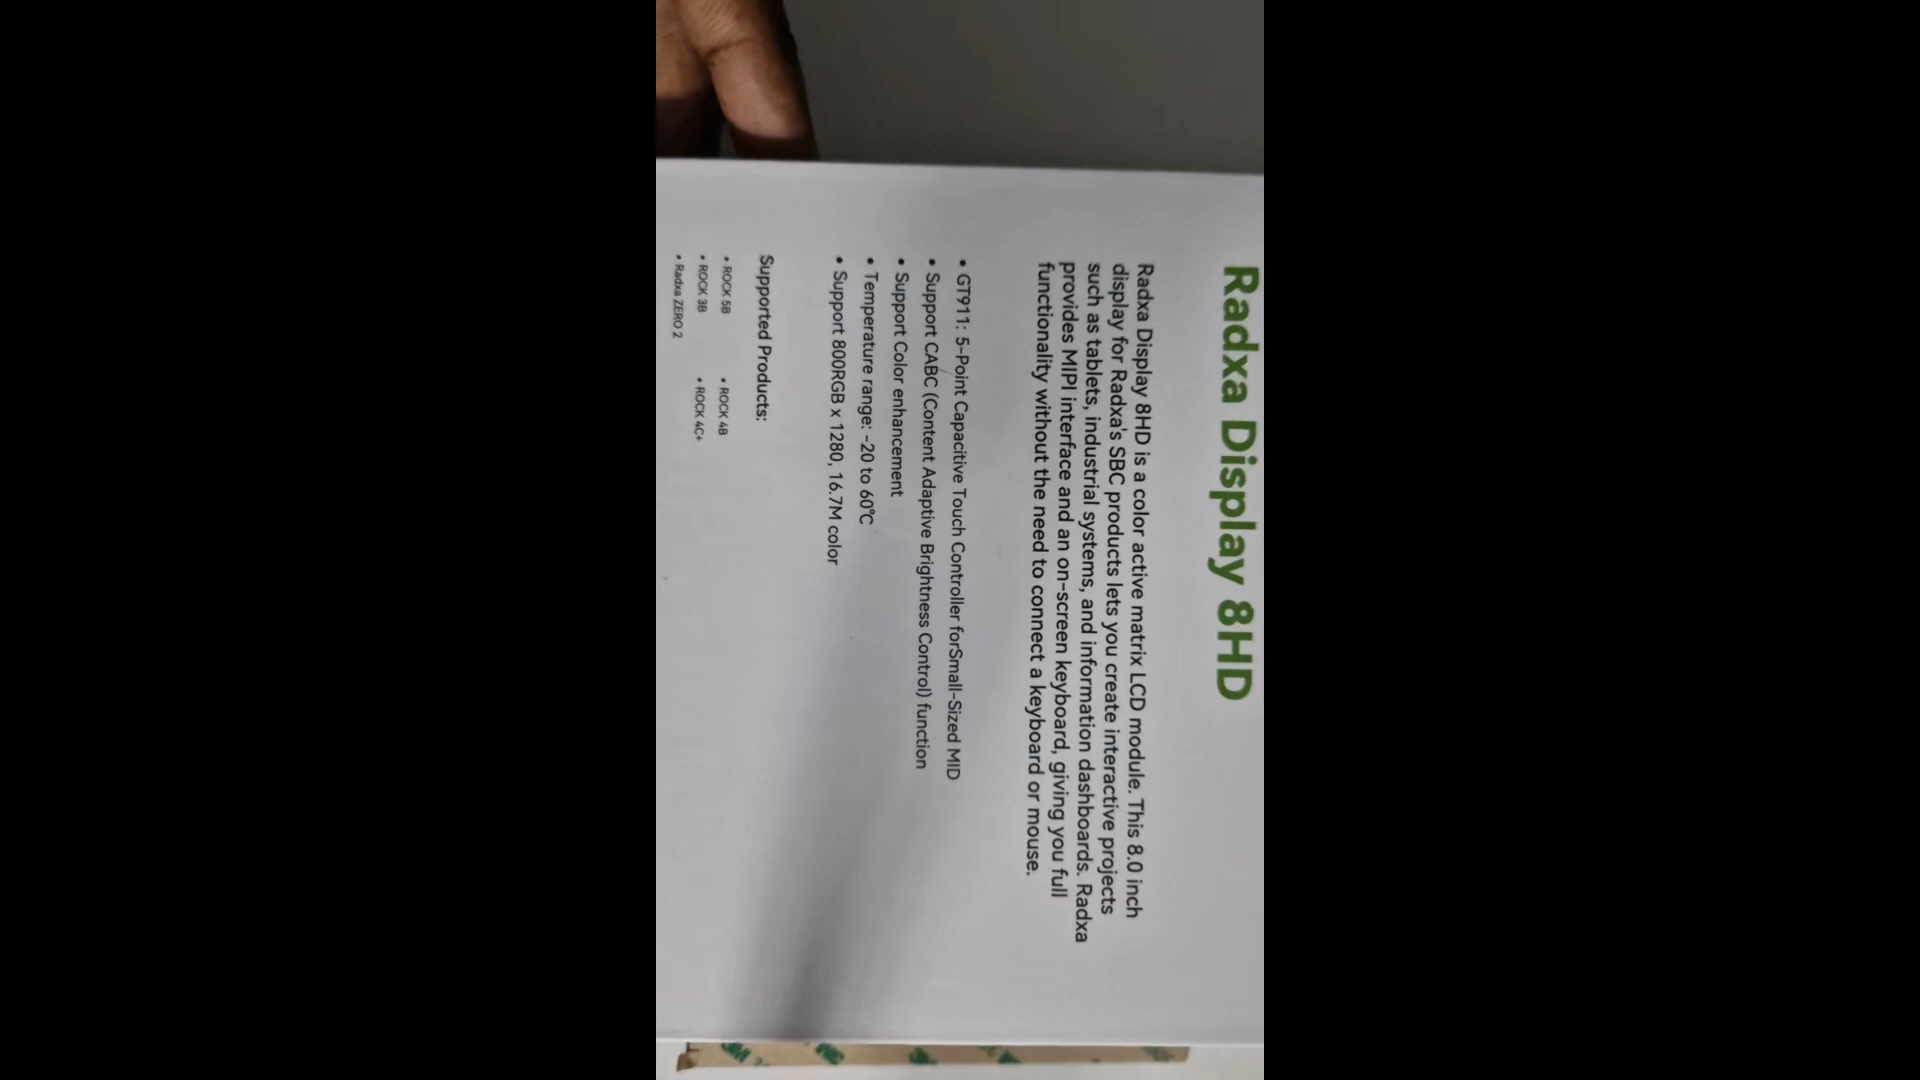 Radxa Display 8HD
Radxa Display 8HD is a color active matrix LCD module. This 8.0 inch
display for Radxa's SBC products lets you create interactive projects
such as tablets, industrial systems, and information dashboards. Radxa
provides MIPI interface and an on-screen keyboard, giving you full
functionality without the need to connect a keyboard or mouse.
• GT911: 5-Point Capacitive Touch Controller forSmall-Sized MID
• Support CABC (Content Adaptive Brightness Control) function
• Support Color enhancement
• Temperature range: -20 to 60℃
• Support 800RGB x 1280, 16.7M color
Supported Products:
• ROCK 5B • ROCK 4B
• ROCK 3B • ROCK 4C+
• Radxa ZERO 2
3M